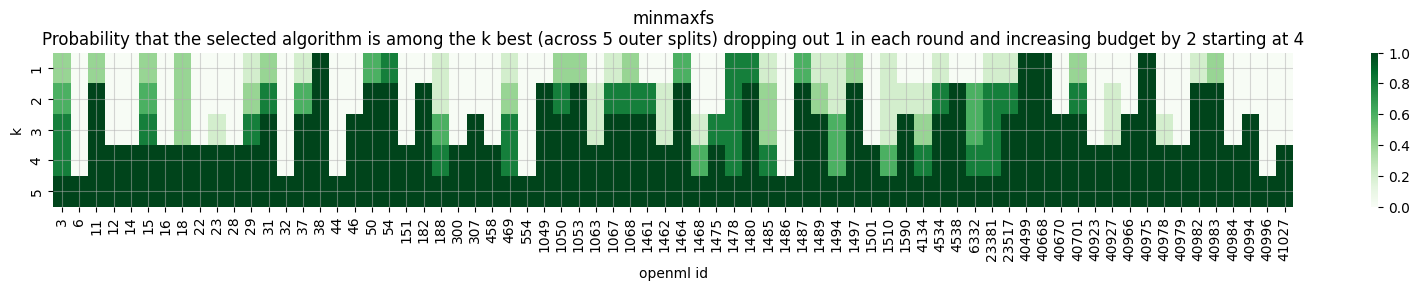 minmaxfs
Probability that the selected algorithm is among the k best (across 5 outer splits) dropping out 1 in each round and increasing budget by 2 starting at 4
k
1
2
3
4
5
3 6 11 12 14 15 16 18 22 23 28 29 31 32 37 38 44 46 50 54 151 182 188 300 307 458 469 554 1049 1050 1053 1063 1067 1068 1461 1462 1464 1468 1475 1478 1480 1485 1486 1487 1489 1494 1497 1501 1510 1590 4134 4534 4538 6332 23381 23517 40499 40668 40670 40701 40923 40927 40966 40975 40978 40979 40982 40983 40984 40994 40996 41027
openml id
1.0
0.8
0.6
0.4
0.2
0.0